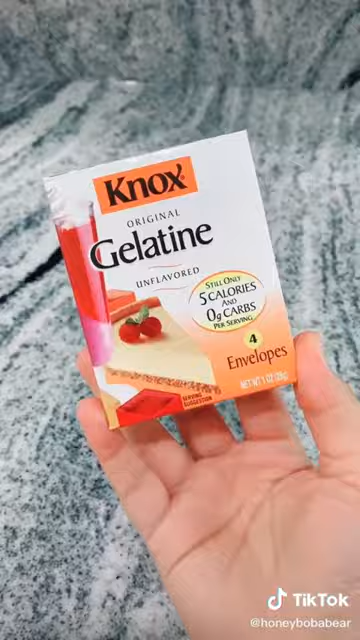 Knox
ORIGINAL
Gelatine
UNFLAVORED
STILL ONLY
5 CALORIES
AND
0g CARBS
PER SERVING
4
Envelopes
NET WT 1 OZ (28g)
SERVING
SUGGESTION
TikTok
@honeybobabear